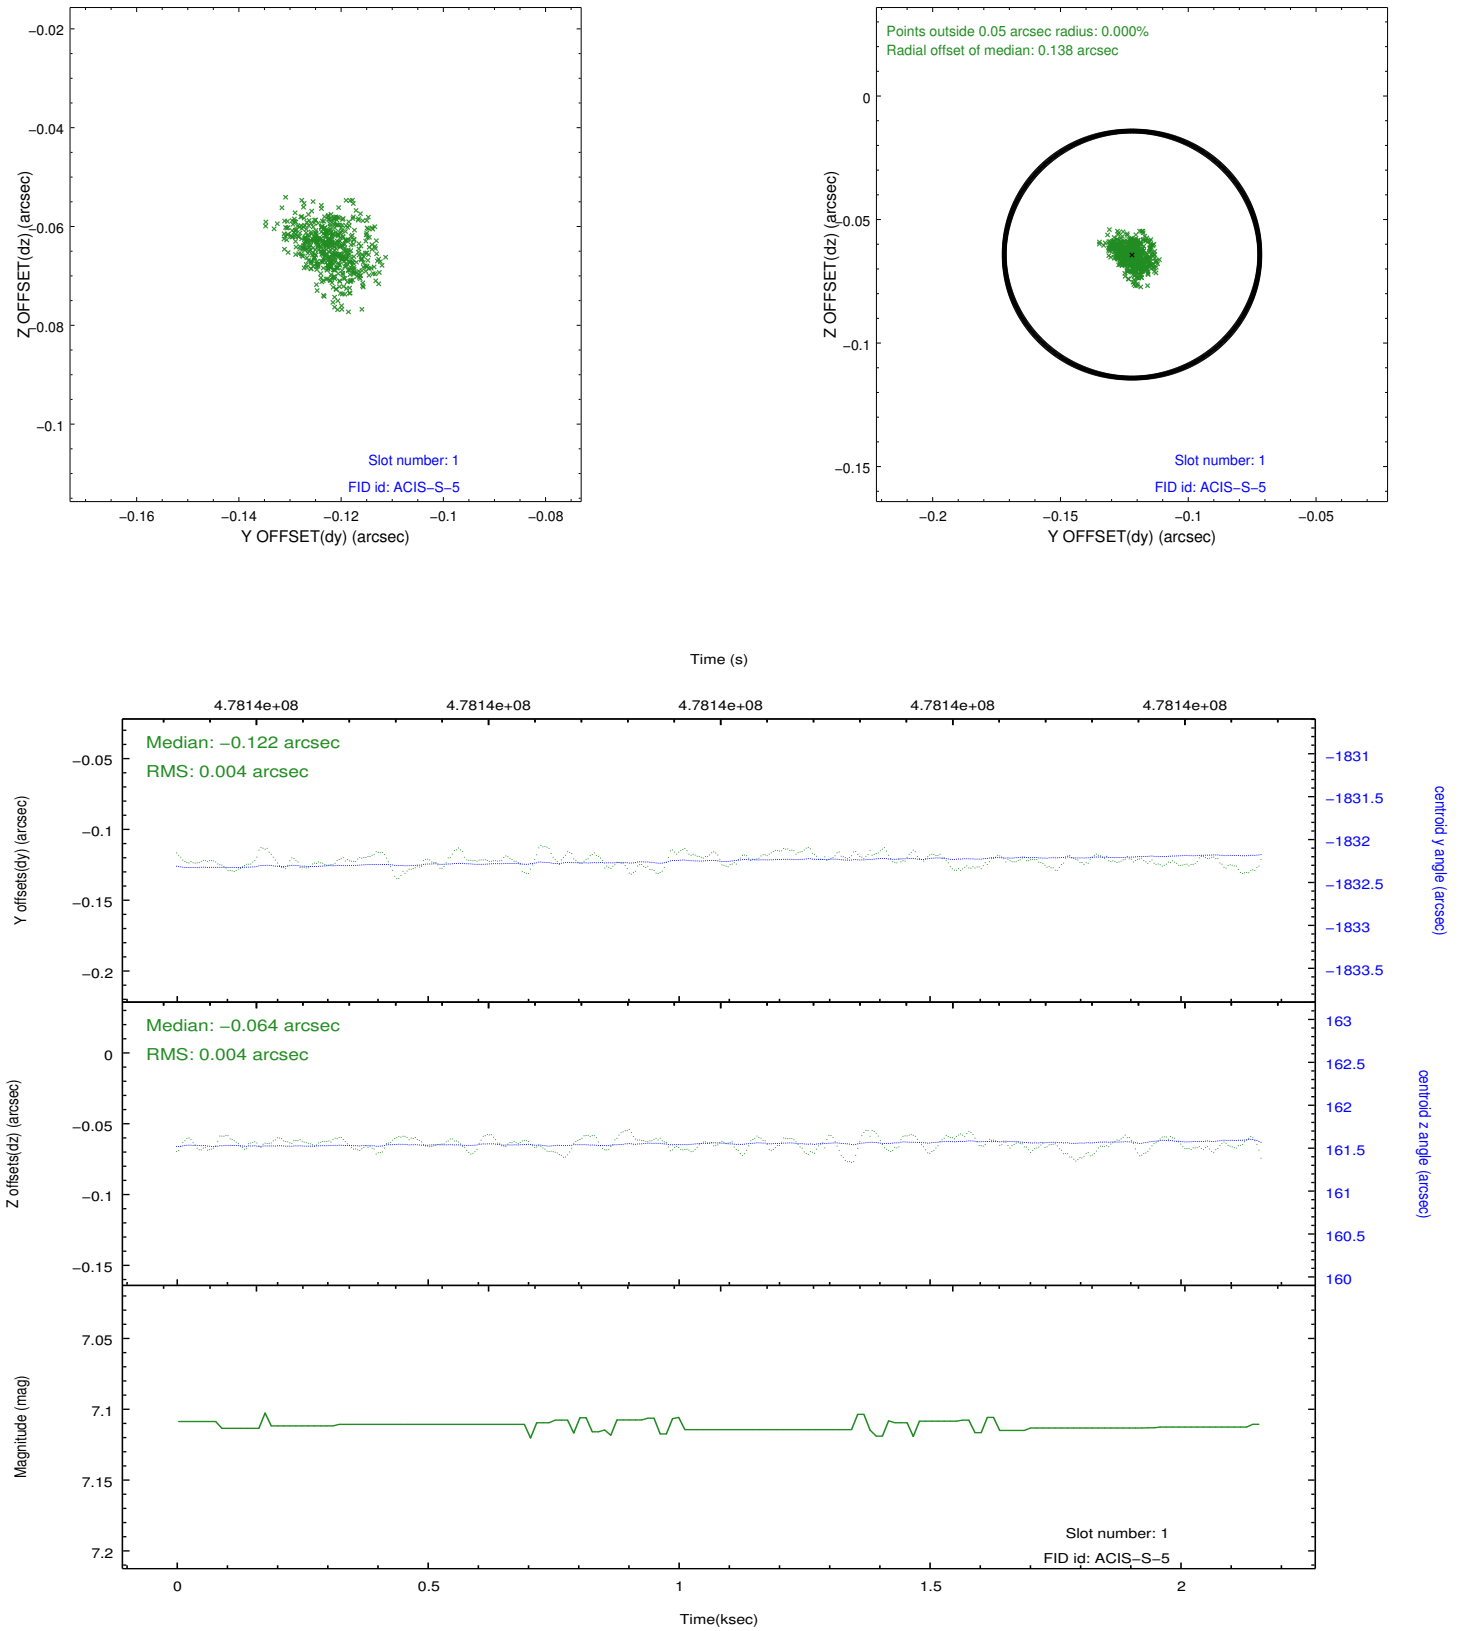 −0.02
−0.04
−0.06
−0.08
−0.1
Z OFFSET(dz) (arcsec)
Slot number: 1
FID id: ACIS−S−5
−0.16
−0.14
−0.12
−0.1
−0.08
Y OFFSET(dy) (arcsec)
Points outside 0.05 arcsec radius: 0.000%
Radial offset of median: 0.138 arcsec
0
−0.05
−0.1
−0.15
Z OFFSET(dz) (arcsec)
Slot number: 1
FID id: ACIS−S−5
−0.2
−0.15
−0.1
−0.05
Y OFFSET(dy) (arcsec)
Time (s)
4.7814e+08
4.7814e+08
4.7814e+08
4.7814e+08
4.7814e+08
Median: −0.122 arcsec
RMS: 0.004 arcsec
−0.05
−0.1
−0.15
−0.2
Y offsets(dy) (arcsec)
−1831
−1831.5
−1832
−1832.5
−1833
−1833.5
centroid y angle (arcsec)
Median: −0.064 arcsec
RMS: 0.004 arcsec
0
−0.05
−0.1
−0.15
Z offsets(dz) (arcsec)
163
162.5
162
161.5
161
160.5
160
centroid z angle (arcsec)
7.05
7.1
7.15
7.2
Magnitude (mag)
Slot number: 1
FID id: ACIS−S−5
0
0.5
1
1.5
2
Time(ksec)